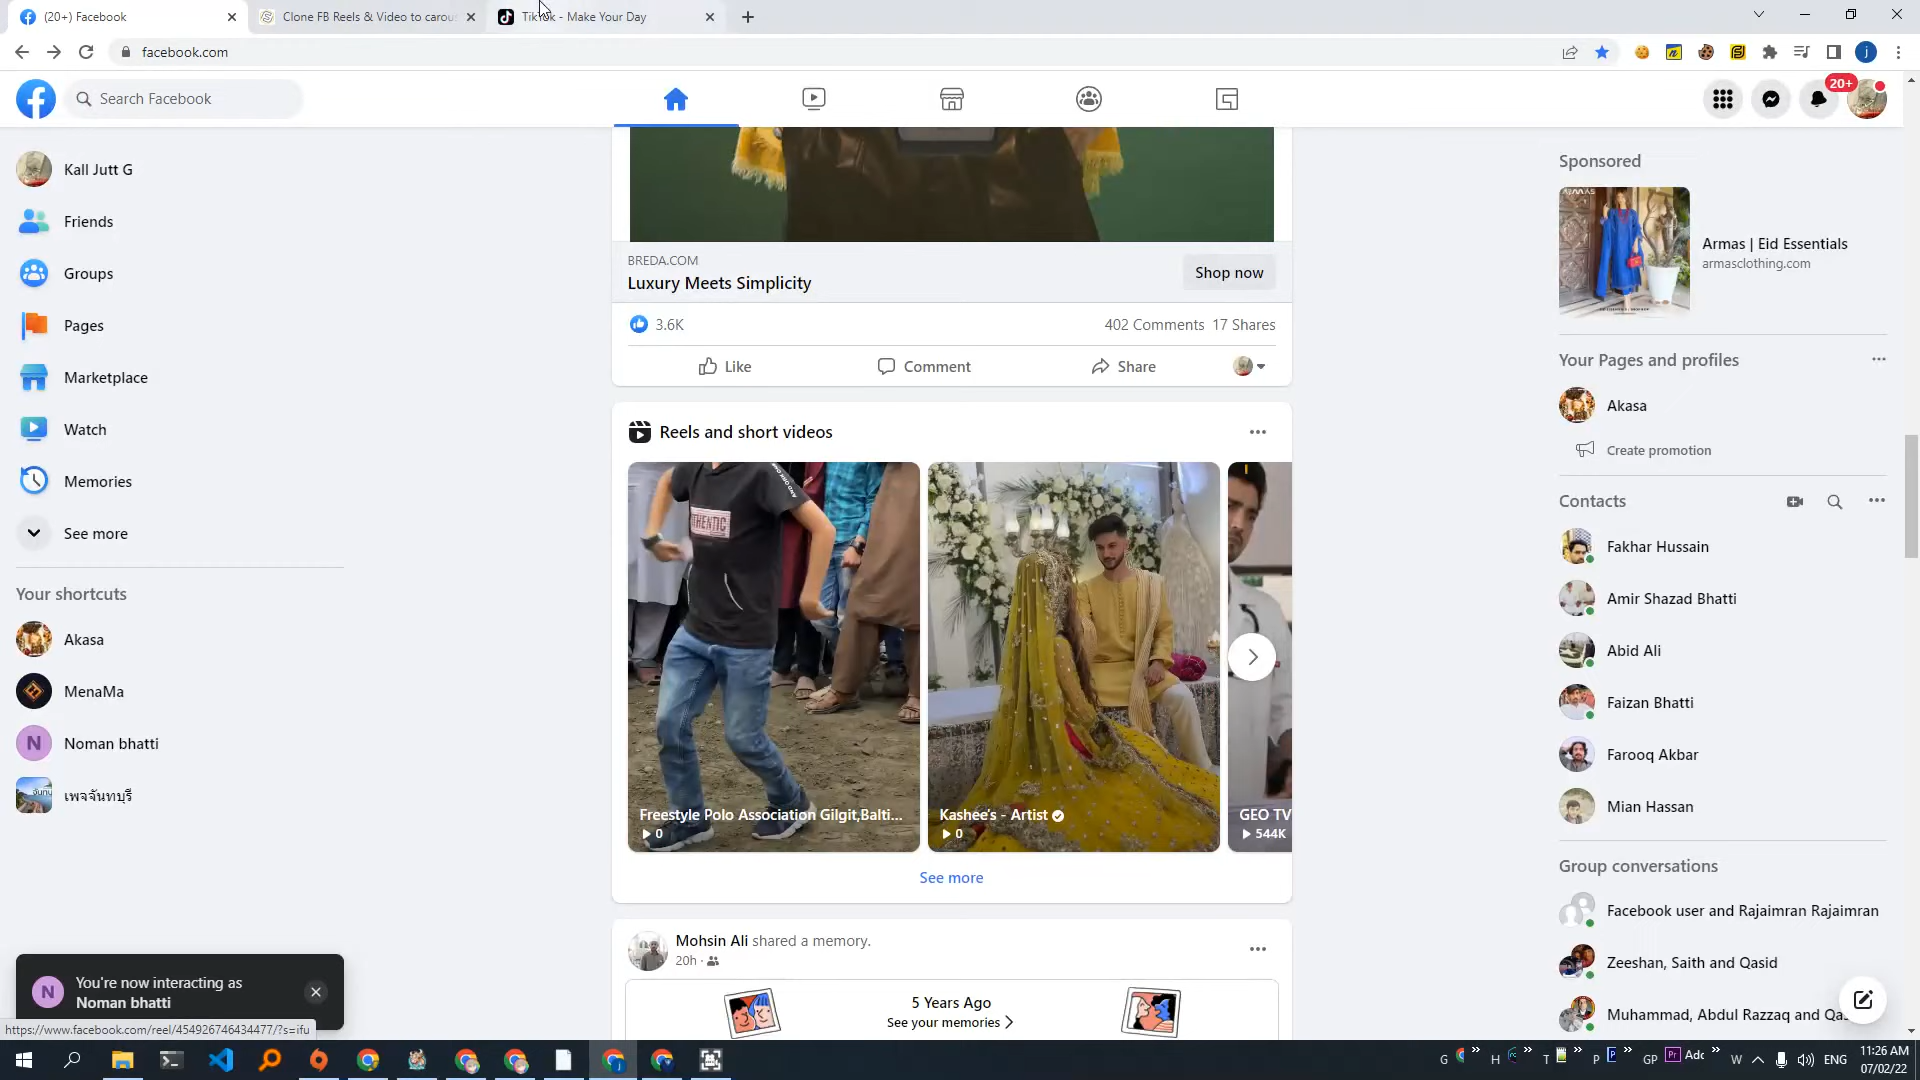 (20+) Facebook
Clone FB Reels & Video to carou
TikTok - Make Your Day
facebook.com
Search Facebook
20+
Kall Jutt G
Friends
Groups
Pages
Marketplace
Watch
Memories
See more
Your shortcuts
Akasa
MenaMa
N
Noman bhatti
เพจจันทบุรี
N
You're now interacting as
Noman bhatti
https://www.facebook.com/reel/454926746434477/?s=ifu
BREDA.COM
Luxury Meets Simplicity
Shop now
3.6K
402 Comments 17 Shares
Like
Comment
Share
Reels and short videos
AUTHENTIC
Freestyle Polo Association Gilgit,Balti...
0
Kashee's - Artist
0
GEO TV
544K
See more
Mohsin Ali shared a memory.
20h
5 Years Ago
See your memories
Sponsored
Armas | Eid Essentials
armasclothing.com
Your Pages and profiles
Akasa
Create promotion
Contacts
Fakhar Hussain
Amir Shazad Bhatti
Abid Ali
Faizan Bhatti
Farooq Akbar
Mian Hassan
Group conversations
Facebook user and Rajaimran Rajaimran
Zeeshan, Saith and Qasid
Muhammad, Abdul Razzaq and Qa
G
H
T
P
GP
Adc
W
ENG
11:26 AM
07/02/22